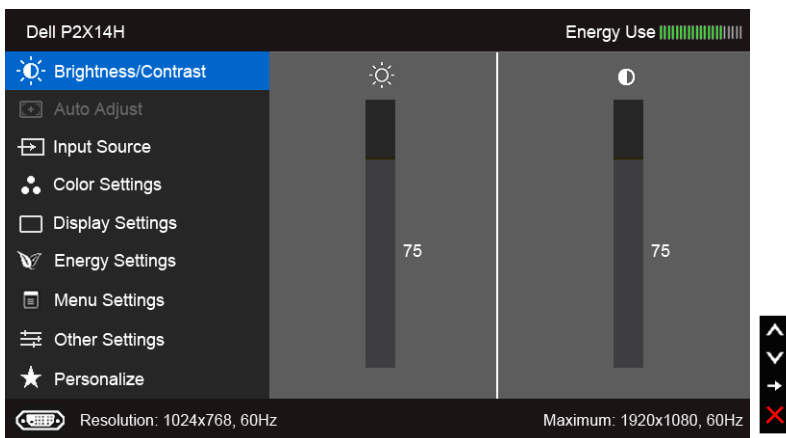 Dell P2X14H
Energy Use
Brightness/Contrast
Auto Adjust
Input Source
Color Settings
Display Settings
Energy Settings
Menu Settings
Other Settings
Personalize
75
75
Resolution: 1024x768, 60Hz
Maximum: 1920x1080, 60Hz